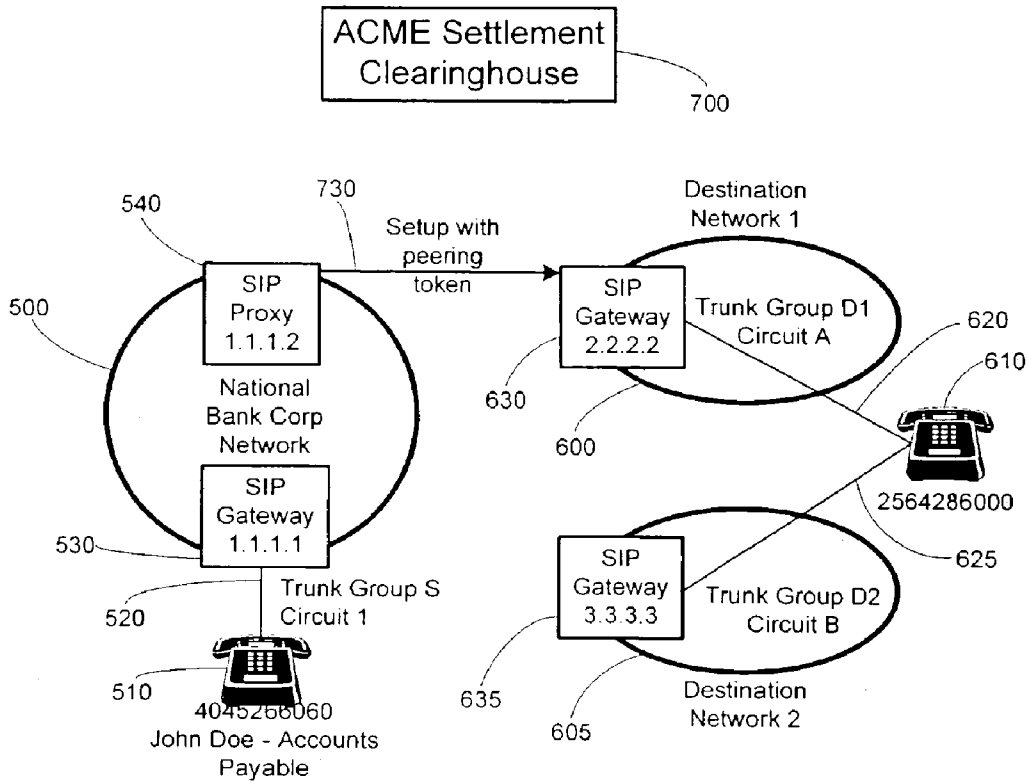 ACME Settlement
Clearinghouse
700
730
540
Setup with
peering
token
Destination
Network 1
500
SIP
Proxy
1.1.1.2
SIP
Gateway
2.2.2.2
Trunk Group D1
Circuit A
620
610
National
Bank Corp
Network
630
600
2564286000
SIP
Gateway
1.1.1.1
530
SIP
Gateway
3.3.3.3
Trunk Group D2
Circuit B
625
520
Trunk Group S
Circuit 1
510
4045266060
John Doe - Accounts
Payable
635
605
Destination
Network 2